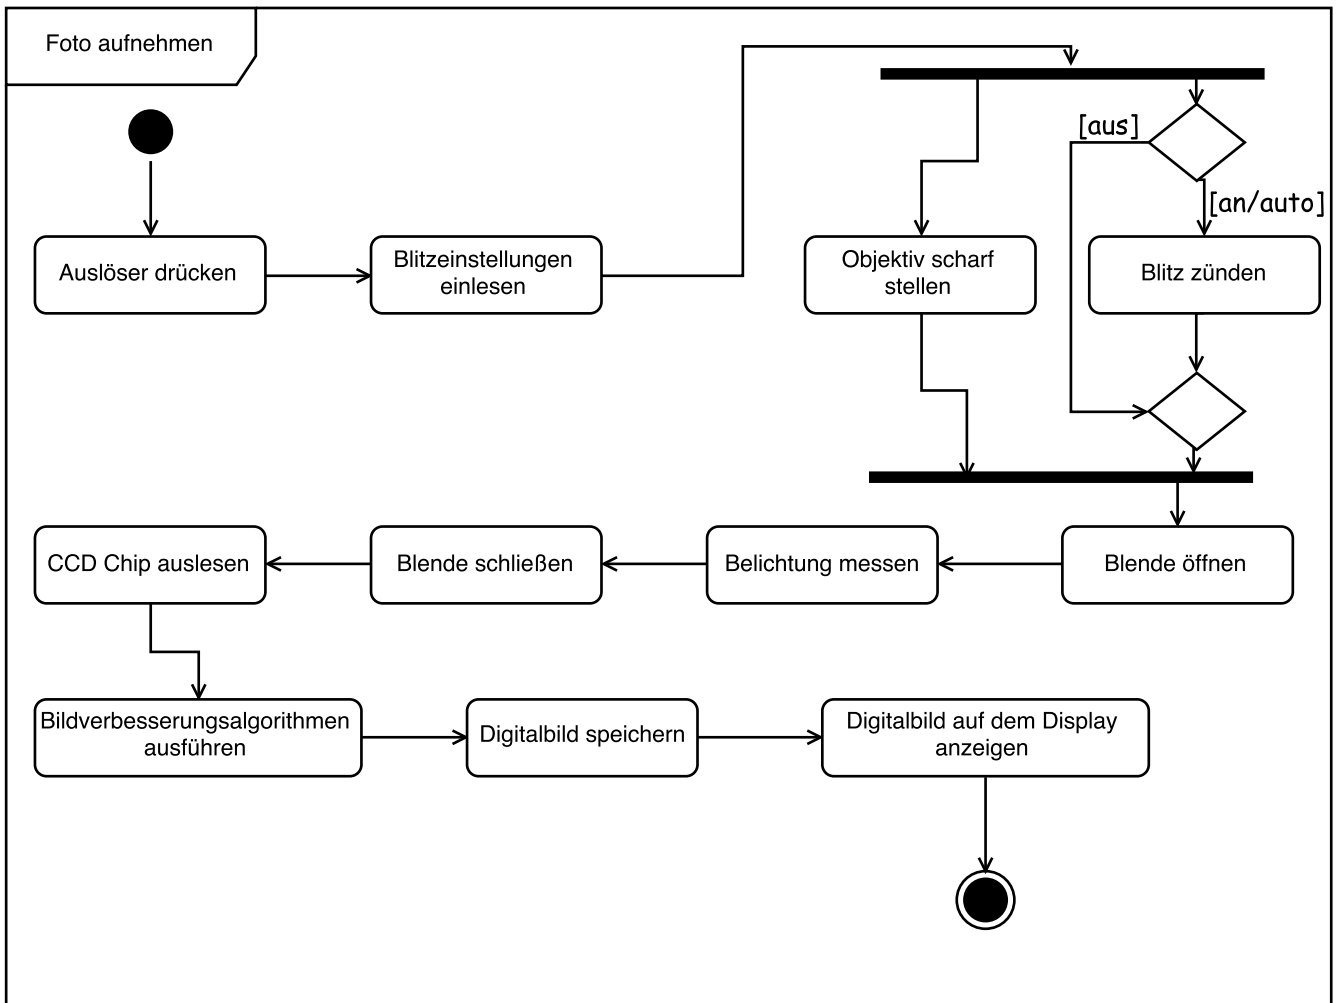 Foto aufnehmen
[aus]
[an/auto]
Auslöser drücken
Blitzeinstellungen
einlesen
Objektiv scharf
stellen
Blitz zünden
CCD Chip auslesen
Blende schließen
Belichtung messen
Blende öffnen
Bildverbesserungsalgorithmen
ausführen
Digitalbild speichern
Digitalbild auf dem Display
anzeigen